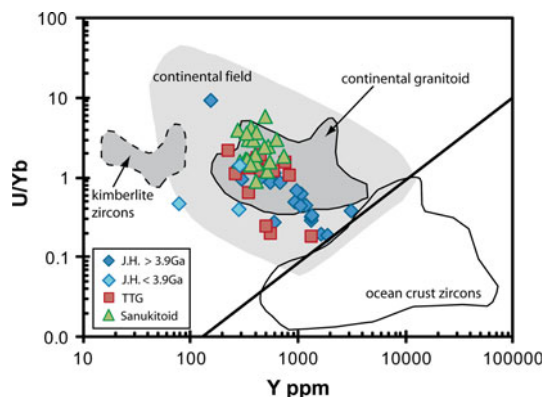 100
10
1
0.1
0.0
U/Yb
continental field
continental granitoid
kimberlite
zircons
J.H. > 3.9Ga
J.H. < 3.9Ga
TTG
Sanukitoid
ocean crust zircons
10
100
1000
10000
100000
Y ppm